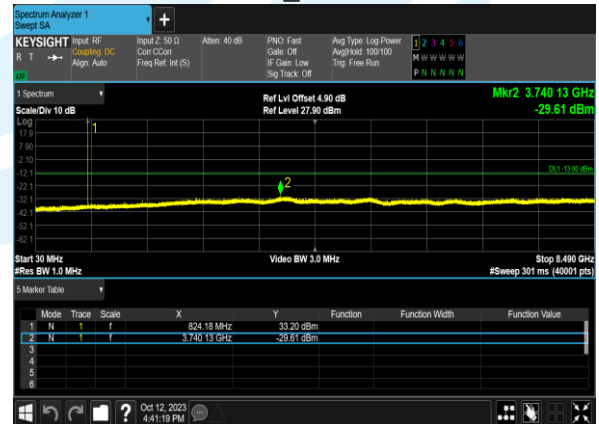 Spectrum Analyzer 1
Swept SA
KEYSIGHT Input: RF Input Z: 50 Ω Atten: 40 dB PNO: Fast Avg Type: Log-Power 1 2 3 4 5 6
R T Coupling: DC Corr CCorr Gate: Off Avg|Hold: 100/100 M W W W W W
Align: Auto Freq Ref: Int (S) IF Gain: Low Trig: Free Run P N N N N N
Sig Track: Off
LW
1 Spectrum Ref Lvl Offset 4.90 dB Mkr2 3.740 13 GHz
Scale/Div 10 dB Ref Level 27.90 dBm -29.61 dBm
Log
17.9
7.90
-2.10
-12.1
-22.1
-32.1
-42.1
-52.1
-62.1
1
2
DL1 -13.00 dBm
Start 30 MHz Video BW 3.0 MHz Stop 8.490 GHz
#Res BW 1.0 MHz #Sweep 301 ms (40001 pts)
5 Marker Table
Mode Trace Scale X Y Function Function Width Function Value
1 N 1 f 824.18 MHz 33.20 dBm
2 N 1 f 3.740 13 GHz -29.61 dBm
3
4
5
6
? Oct 12, 2023
4:41:19 PM